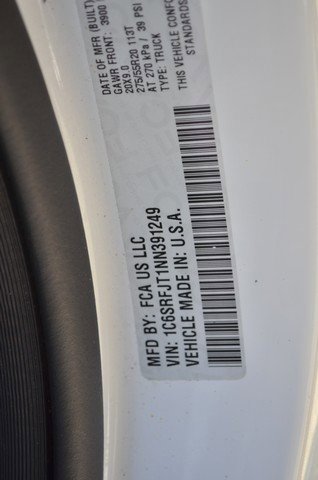 MFD BY: FCA US LLC
VIN: 1C6SRFJT1NN391249
VEHICLE MADE IN: U.S.A.
DATE OF MFR (BUILT)
GAWR FRONT: 3900
20X9.0
275/55R20 113T
AT 270 kPa / 39 PSI
TYPE: TRUCK
THIS VEHICLE CONFO
STANDARDS